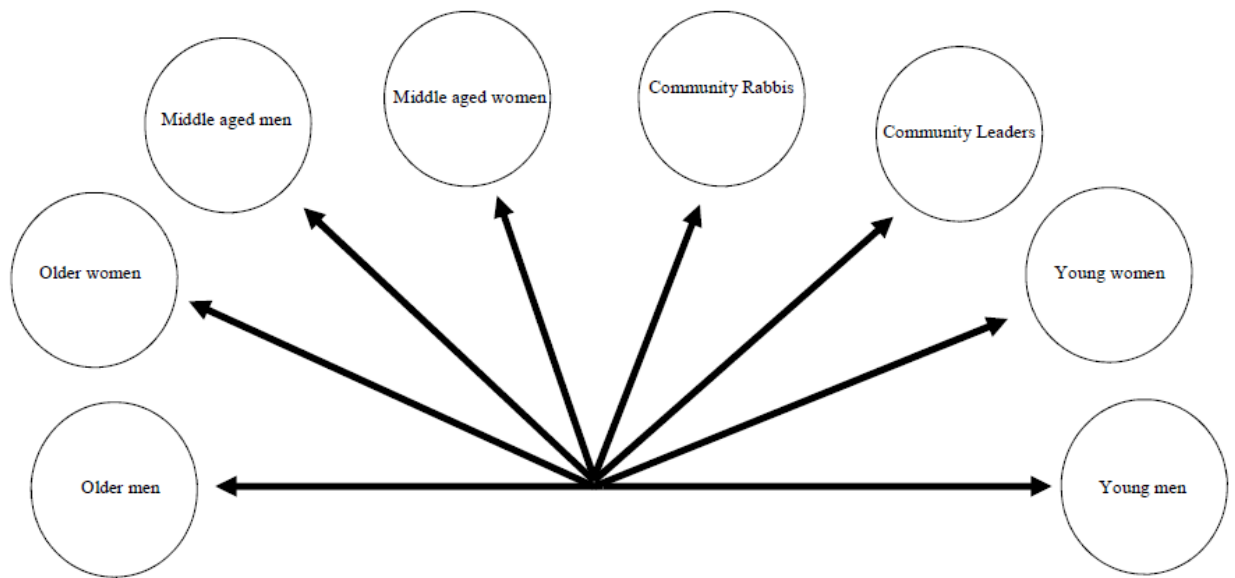 Community Rabbis
Middle aged women
Middle aged men
Community Leaders
Older women
Young women
Older men
Young men